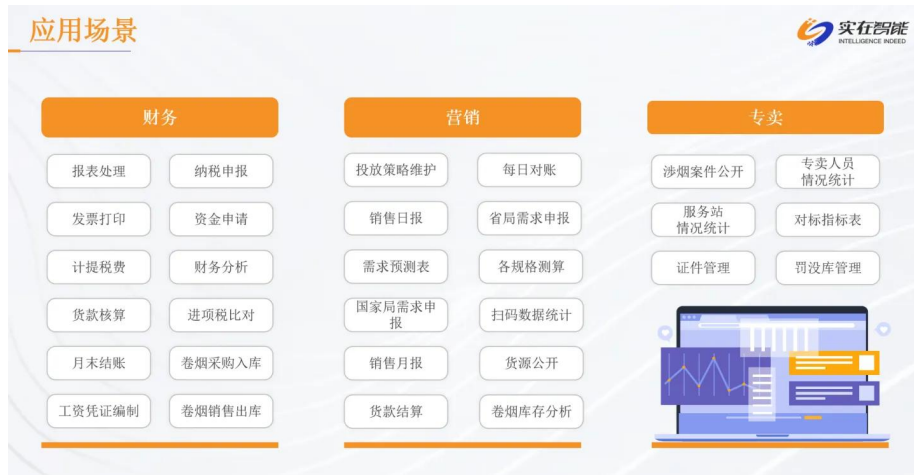 应用场景
实在智能
INTELLIGENCE INDEED
财务
报表处理
纳税申报
发票打印
资金申请
计提税费
财务分析
货款核算
进项税比对
月末结账
卷烟采购入库
工资凭证编制
卷烟销售出库
营销
投放策略维护
每日对账
销售日报
省局需求申报
需求预测表
各规格测算
国家局需求申
报
扫码数据统计
销售月报
货源公开
货款结算
卷烟库存分析
专卖
涉烟案件公开
专卖人员
情况统计
服务站
情况统计
对标指标表
证件管理
罚没库管理